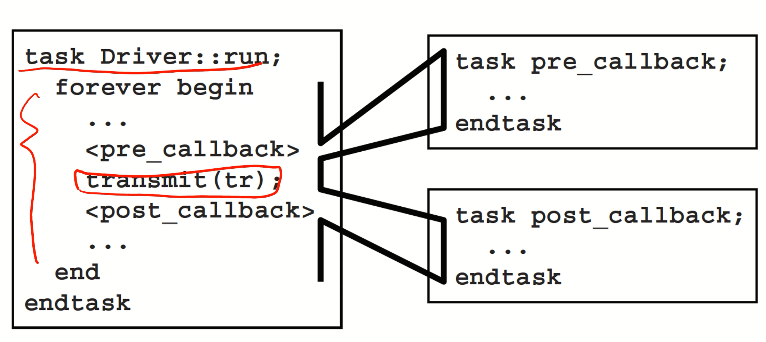 task Driver::run;
forever begin
...
<pre_callback>
transmit(tr);
<post_callback>
...
end
endtask
task pre_callback;
...
endtask
task post_callback;
...
endtask